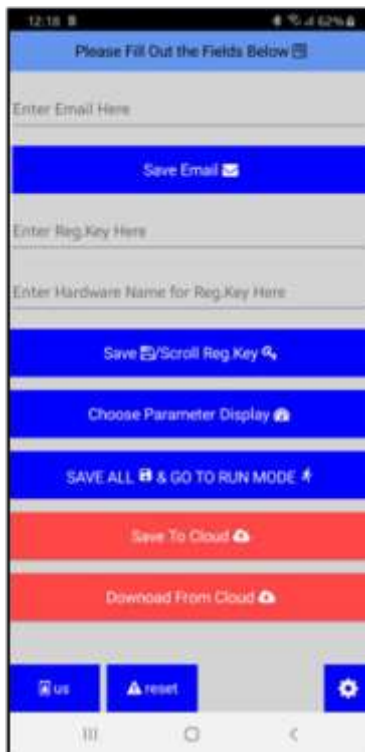 12:18 62%
Please Fill Out the Fields Below
Enter Email Here
Save Email
Enter Reg.Key Here
Enter Hardware Name for Reg.Key Here
Save /Scroll Reg.Key
Choose Parameter Display
SAVE ALL & GO TO RUN MODE
Save To Cloud
Downoad From Cloud
us reset